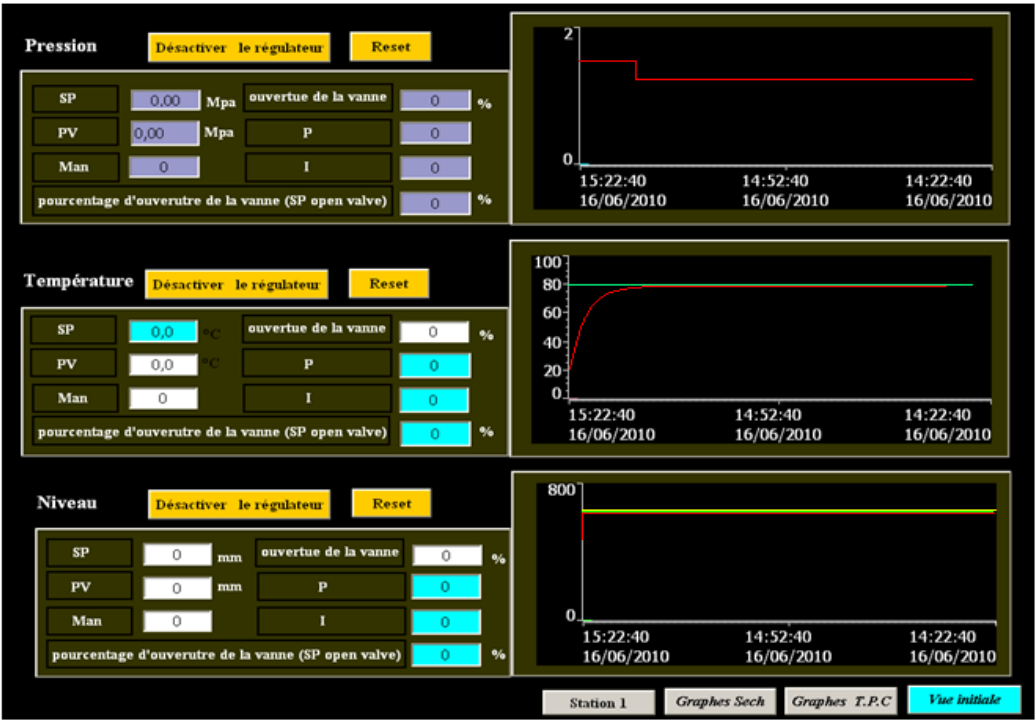 Pression
Désactiver le régulateur
Reset
SP 0,00 Mpa ouvertue de la vanne 0 %
PV 0,00 Mpa P 0
Man 0 I 0
pourcentage d'ouverutre de la vanne (SP open valve) 0 %
2
0
15:22:40 14:52:40 14:22:40
16/06/2010 16/06/2010 16/06/2010
Température
Désactiver le régulateur
Reset
SP 0,0 °C ouvertue de la vanne 0 %
PV 0,0 °C P 0
Man 0 I 0
pourcentage d'ouverutre de la vanne (SP open valve) 0 %
100
80
60
40
20
0
15:22:40 14:52:40 14:22:40
16/06/2010 16/06/2010 16/06/2010
Niveau
Désactiver le régulateur
Reset
SP 0 mm ouvertue de la vanne 0 %
PV 0 mm P 0
Man 0 I 0
pourcentage d'ouverutre de la vanne (SP open valve) 0 %
800
0
15:22:40 14:52:40 14:22:40
16/06/2010 16/06/2010 16/06/2010
Station 1 Graphes Sech Graphes T.P.C Vue initiale